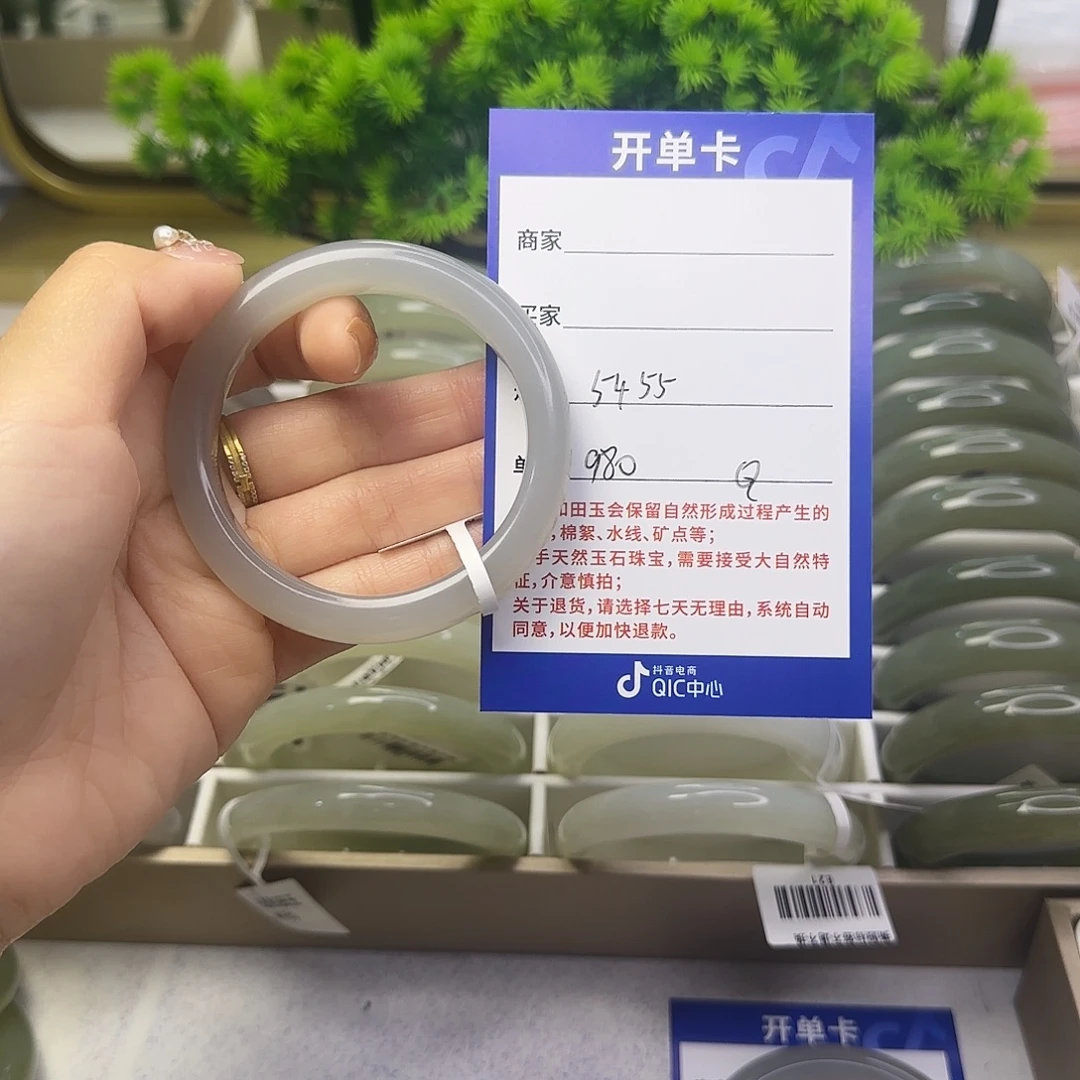 开单卡
商家
买家
5455
单 980 Q
和田玉会保留自然形成过程产生的
，棉絮、水线、矿点等；
手天然玉石珠宝，需要接受大自然特
征，介意慎拍；
关于退货，请选择七天无理由，系统自动
同意，以便加快退款。
抖音电商
QIC中心
E21
开单卡